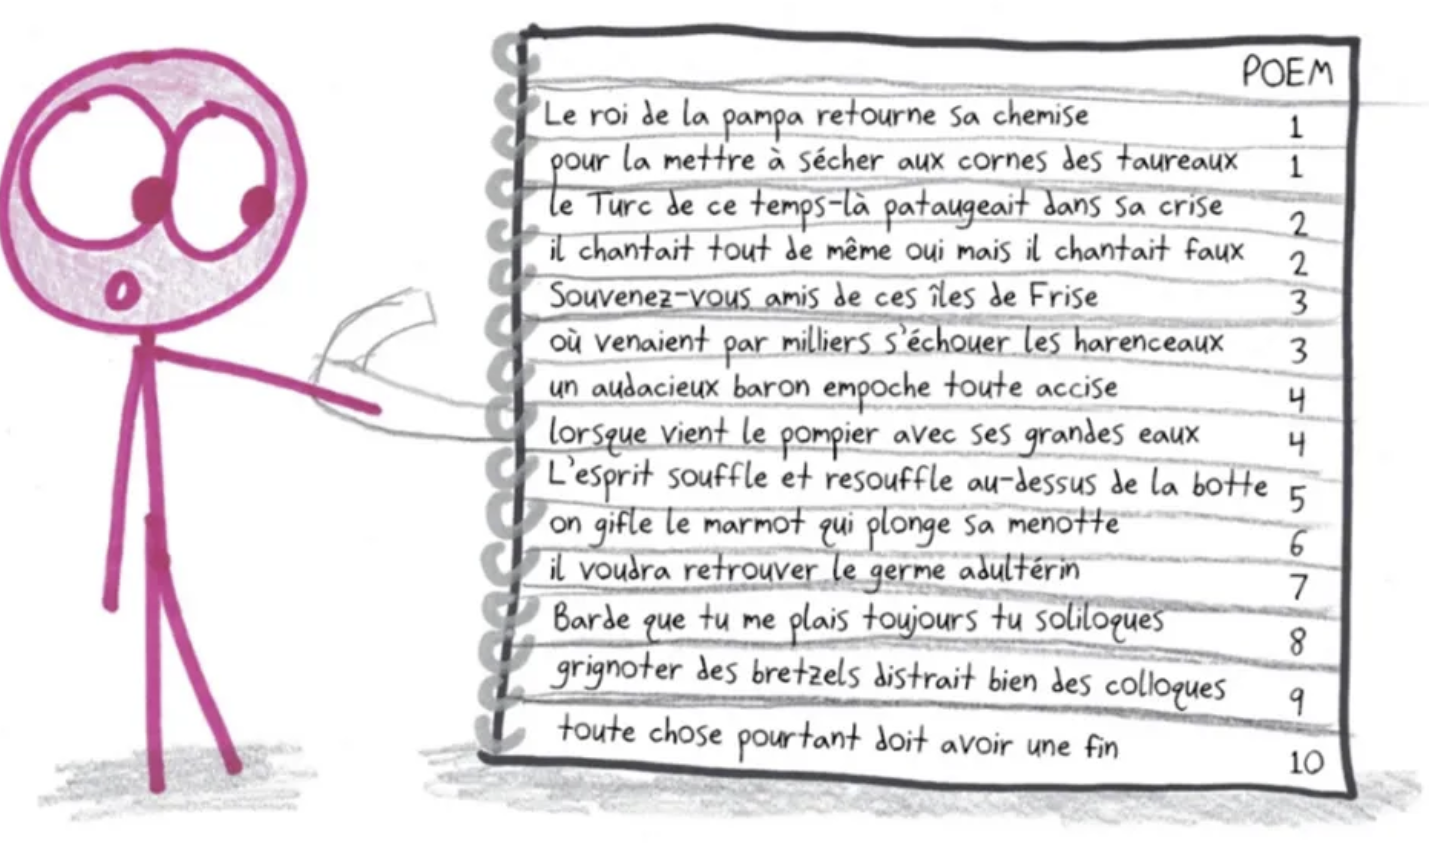 POEM
Le roi de la pampa retourne sa chemise 1
pour la mettre à sécher aux cornes des taureaux 1
le Turc de ce temps-là pataugeait dans sa crise 2
il chantait tout de même oui mais il chantait faux 2
Souvenez-vous amis de ces îles de Frise 3
où venaient par milliers s'échouer les harenceaux 3
un audacieux baron empoche toute accise 4
lorsque vient le pompier avec ses grandes eaux 4
L'esprit souffle et resouffle au-dessus de la botte 5
on gifle le marmot qui plonge sa menotte 6
il voudra retrouver le germe adultérin 7
Barde que tu me plais toujours tu soliloques 8
grignoter des bretzels distrait bien des colloques 9
toute chose pourtant doit avoir une fin 10